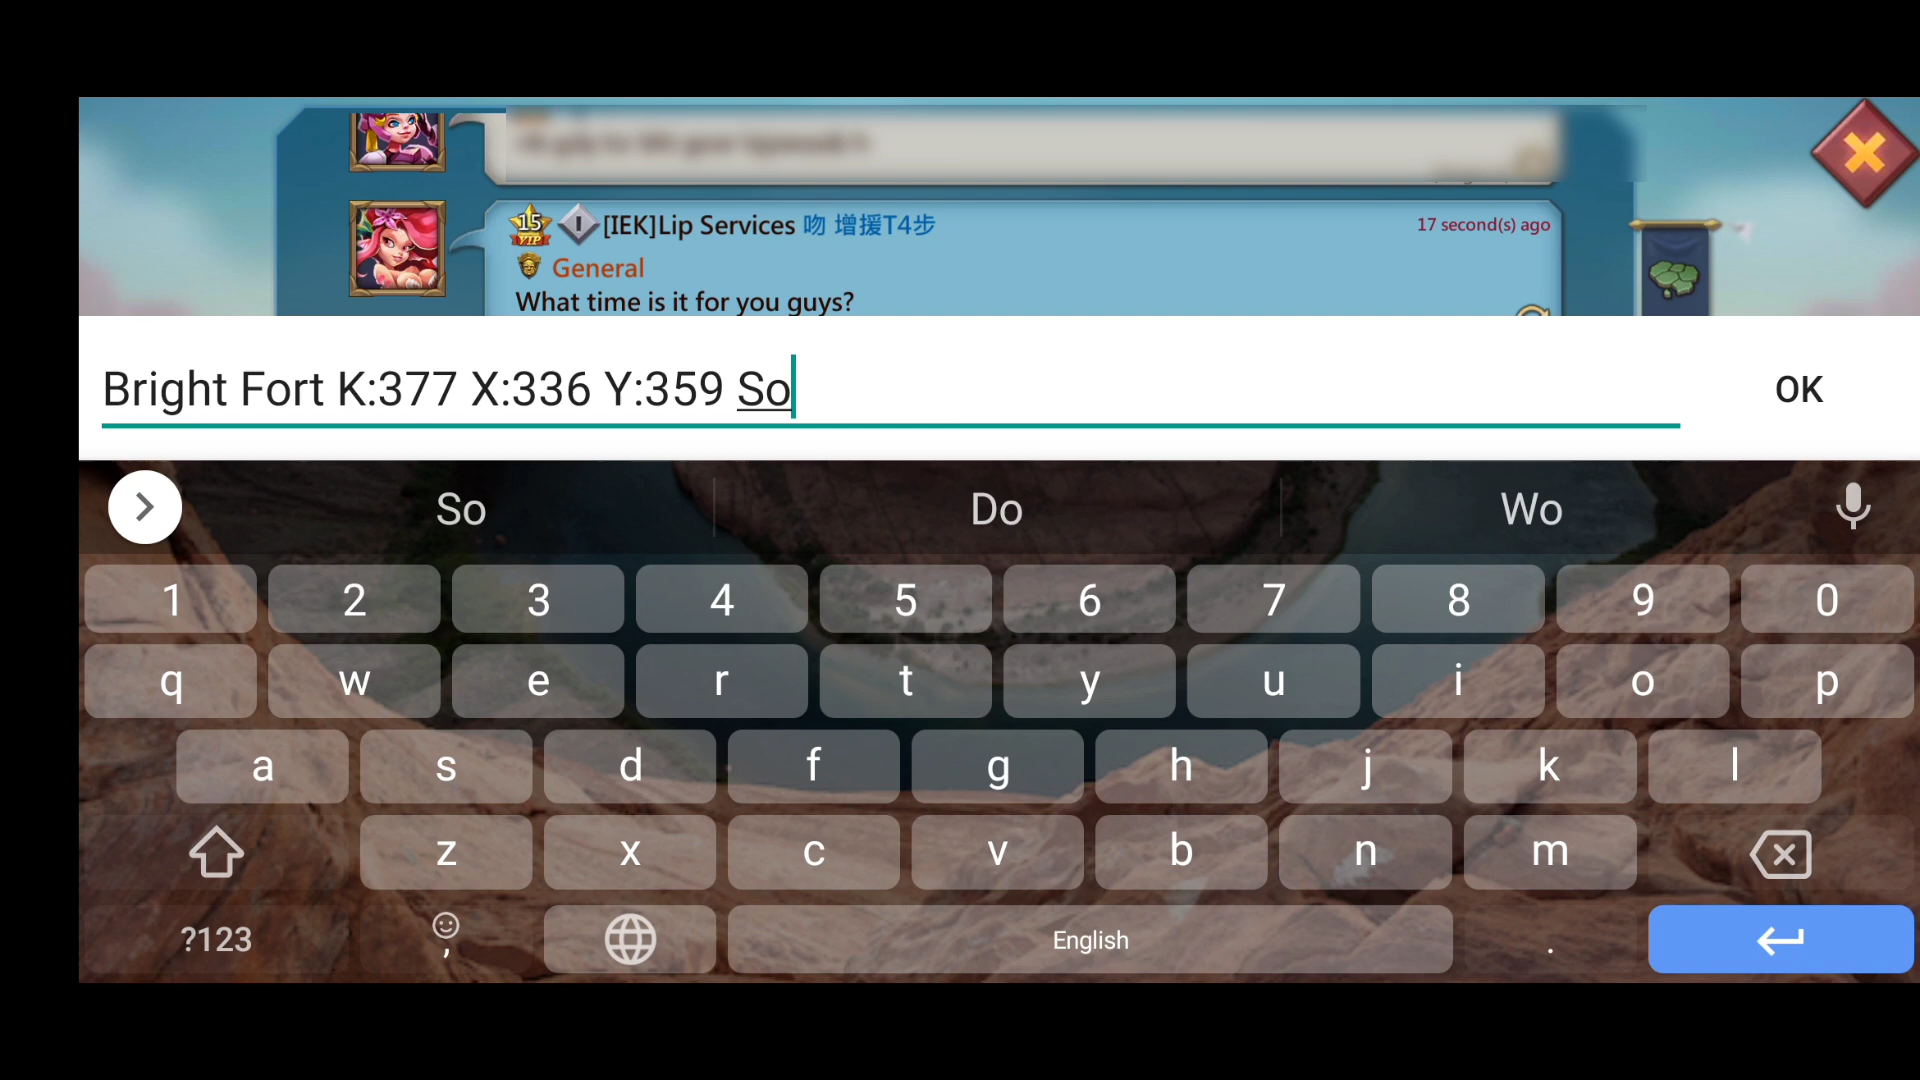 15
VIP
I
[IEK]Lip Services 吻 增援T4步
17 second(s) ago
General
What time is it for you guys?
Bright Fort K:377 X:336 Y:359 So
OK
So Do Wo
1 2 3 4 5 6 7 8 9 0
q w e r t y u i o p
a s d f g h j k l
z x c v b n m
?123 , English .